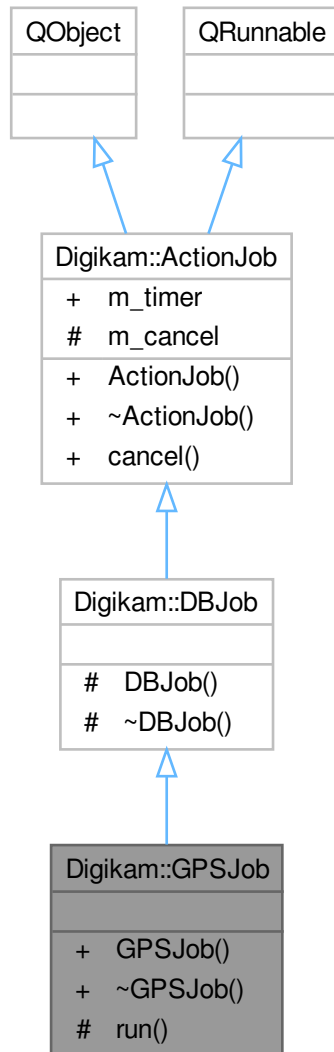 QObject
QRunnable
Digikam::ActionJob
+ m_timer
# m_cancel
+ ActionJob()
+ ~ActionJob()
+ cancel()
Digikam::DBJob
# DBJob()
# ~DBJob()
Digikam::GPSJob
+ GPSJob()
+ ~GPSJob()
# run()